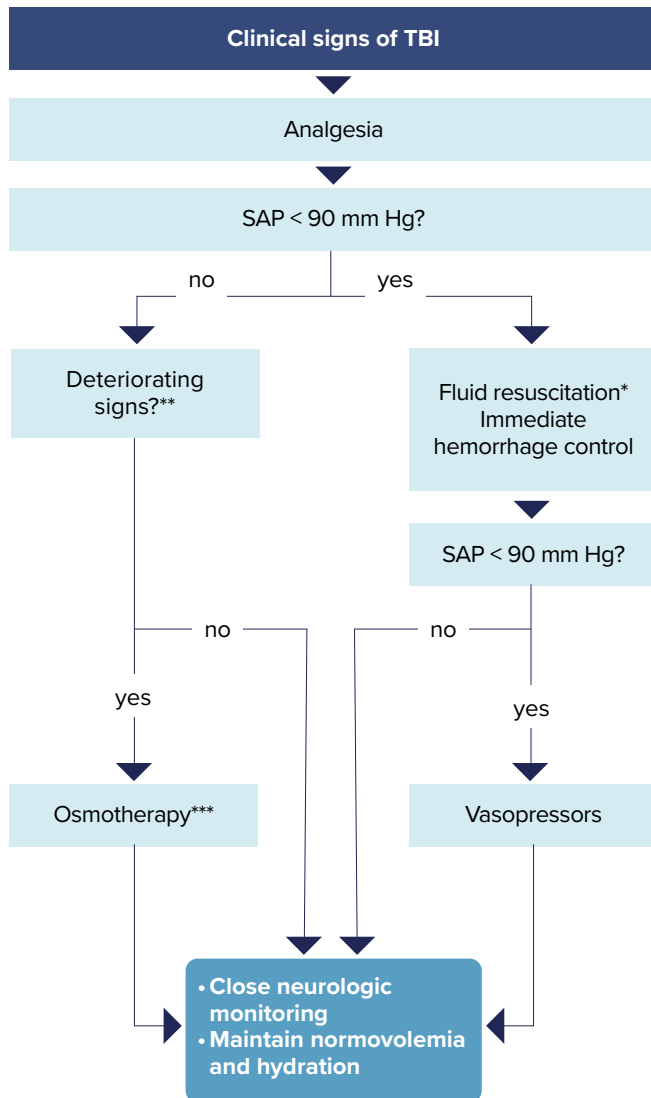 Clinical signs of TBI
Analgesia
SAP < 90 mm Hg?
no
yes
Deteriorating
signs?**
Fluid resuscitation*
Immediate
hemorrhage control
SAP < 90 mm Hg?
no
no
yes
yes
Osmotherapy***
Vasopressors
• Close neurologic
monitoring
• Maintain normovolemia
and hydration